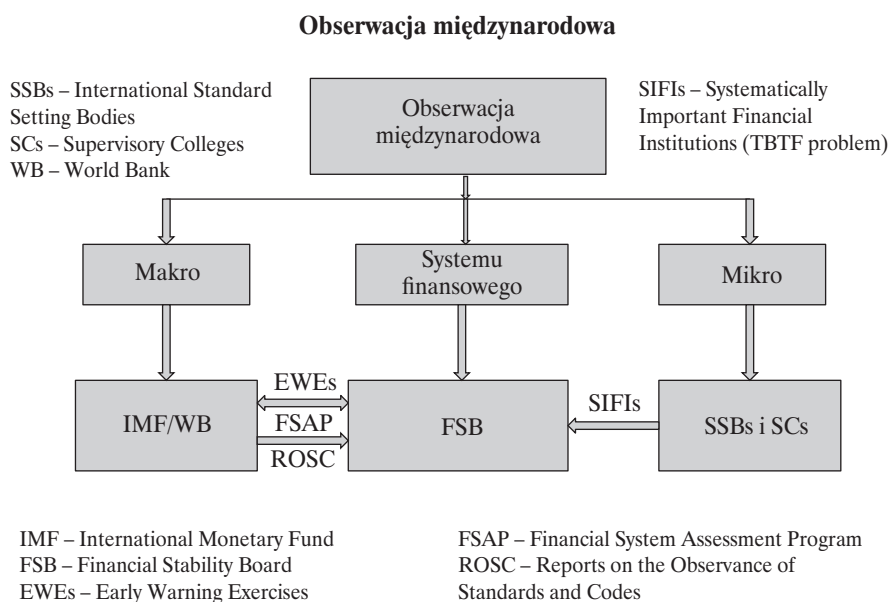 Obserwacja międzynarodowa
SSBs – International Standard
Setting Bodies
SCs – Supervisory Colleges
WB – World Bank
Obserwacja
międzynarodowa
SIFIs – Systematically
Important Financial
Institutions (TBTF problem)
Makro
Systemu
finansowego
Mikro
IMF/WB
EWEs
FSAP
ROSC
FSB
SIFIs
SSBs i SCs
IMF – International Monetary Fund
FSB – Financial Stability Board
EWEs – Early Warning Exercises
FSAP – Financial System Assessment Program
ROSC – Reports on the Observance of
Standards and Codes